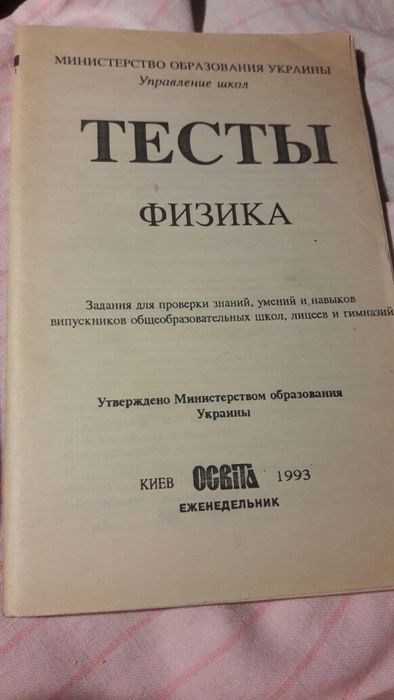 МИНИСТЕРСТВО ОБРАЗОВАНИЯ УКРАИНЫ
Управление школ
ТЕСТЫ
ФИЗИКА
Задания для проверки знаний, умений и навыков
випускников общеобразовательных школ, лицеев и гимназий
Утверждено Министерством образования
Украины
КИЕВ ОСВіТА 1993
ЕЖЕНЕДЕЛЬНИК